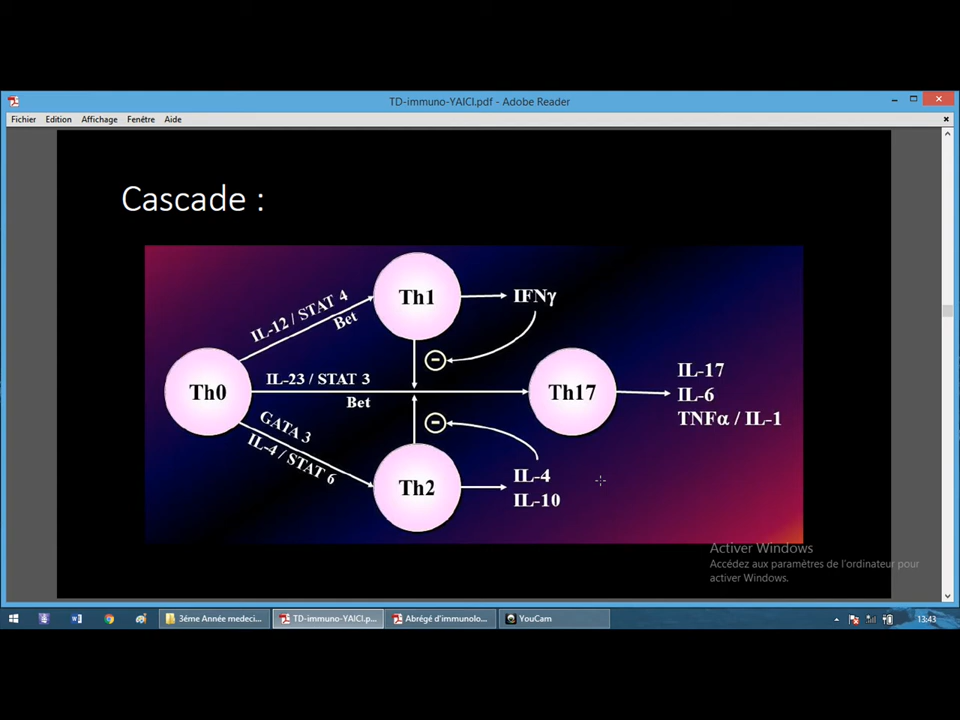 TD-immuno-YAICI.pdf - Adobe Reader
Fichier Edition Affichage Fenêtre Aide
Cascade :
IL-12 / STAT 4
Bet
Th1
IFNγ
-
Th0
IL-23 / STAT 3
Bet
Th17
IL-17
IL-6
TNFα / IL-1
GATA 3
IL-4 / STAT 6
-
Th2
IL-4
IL-10
Activer Windows
Accédez aux paramètres de l'ordinateur pour
activer Windows.
3éme Année medeci... TD-immuno-YAICI.p... Abrégé d'immunolo... YouCam 13:43